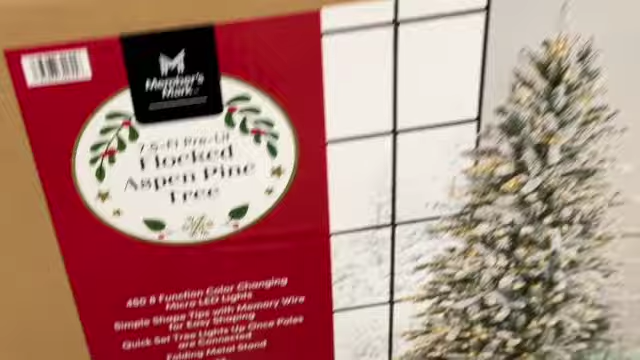 Member's
Mark
7.5-Ft Pre-Lit
Flocked
Aspen Pine
Tree
450 8 Function Color Changing
Micro LED Lights
Simple Shape Tips with Memory Wire
for Easy Shaping
Quick Set Tree Lights Up Once Poles
are Connected
Folding Metal Stand